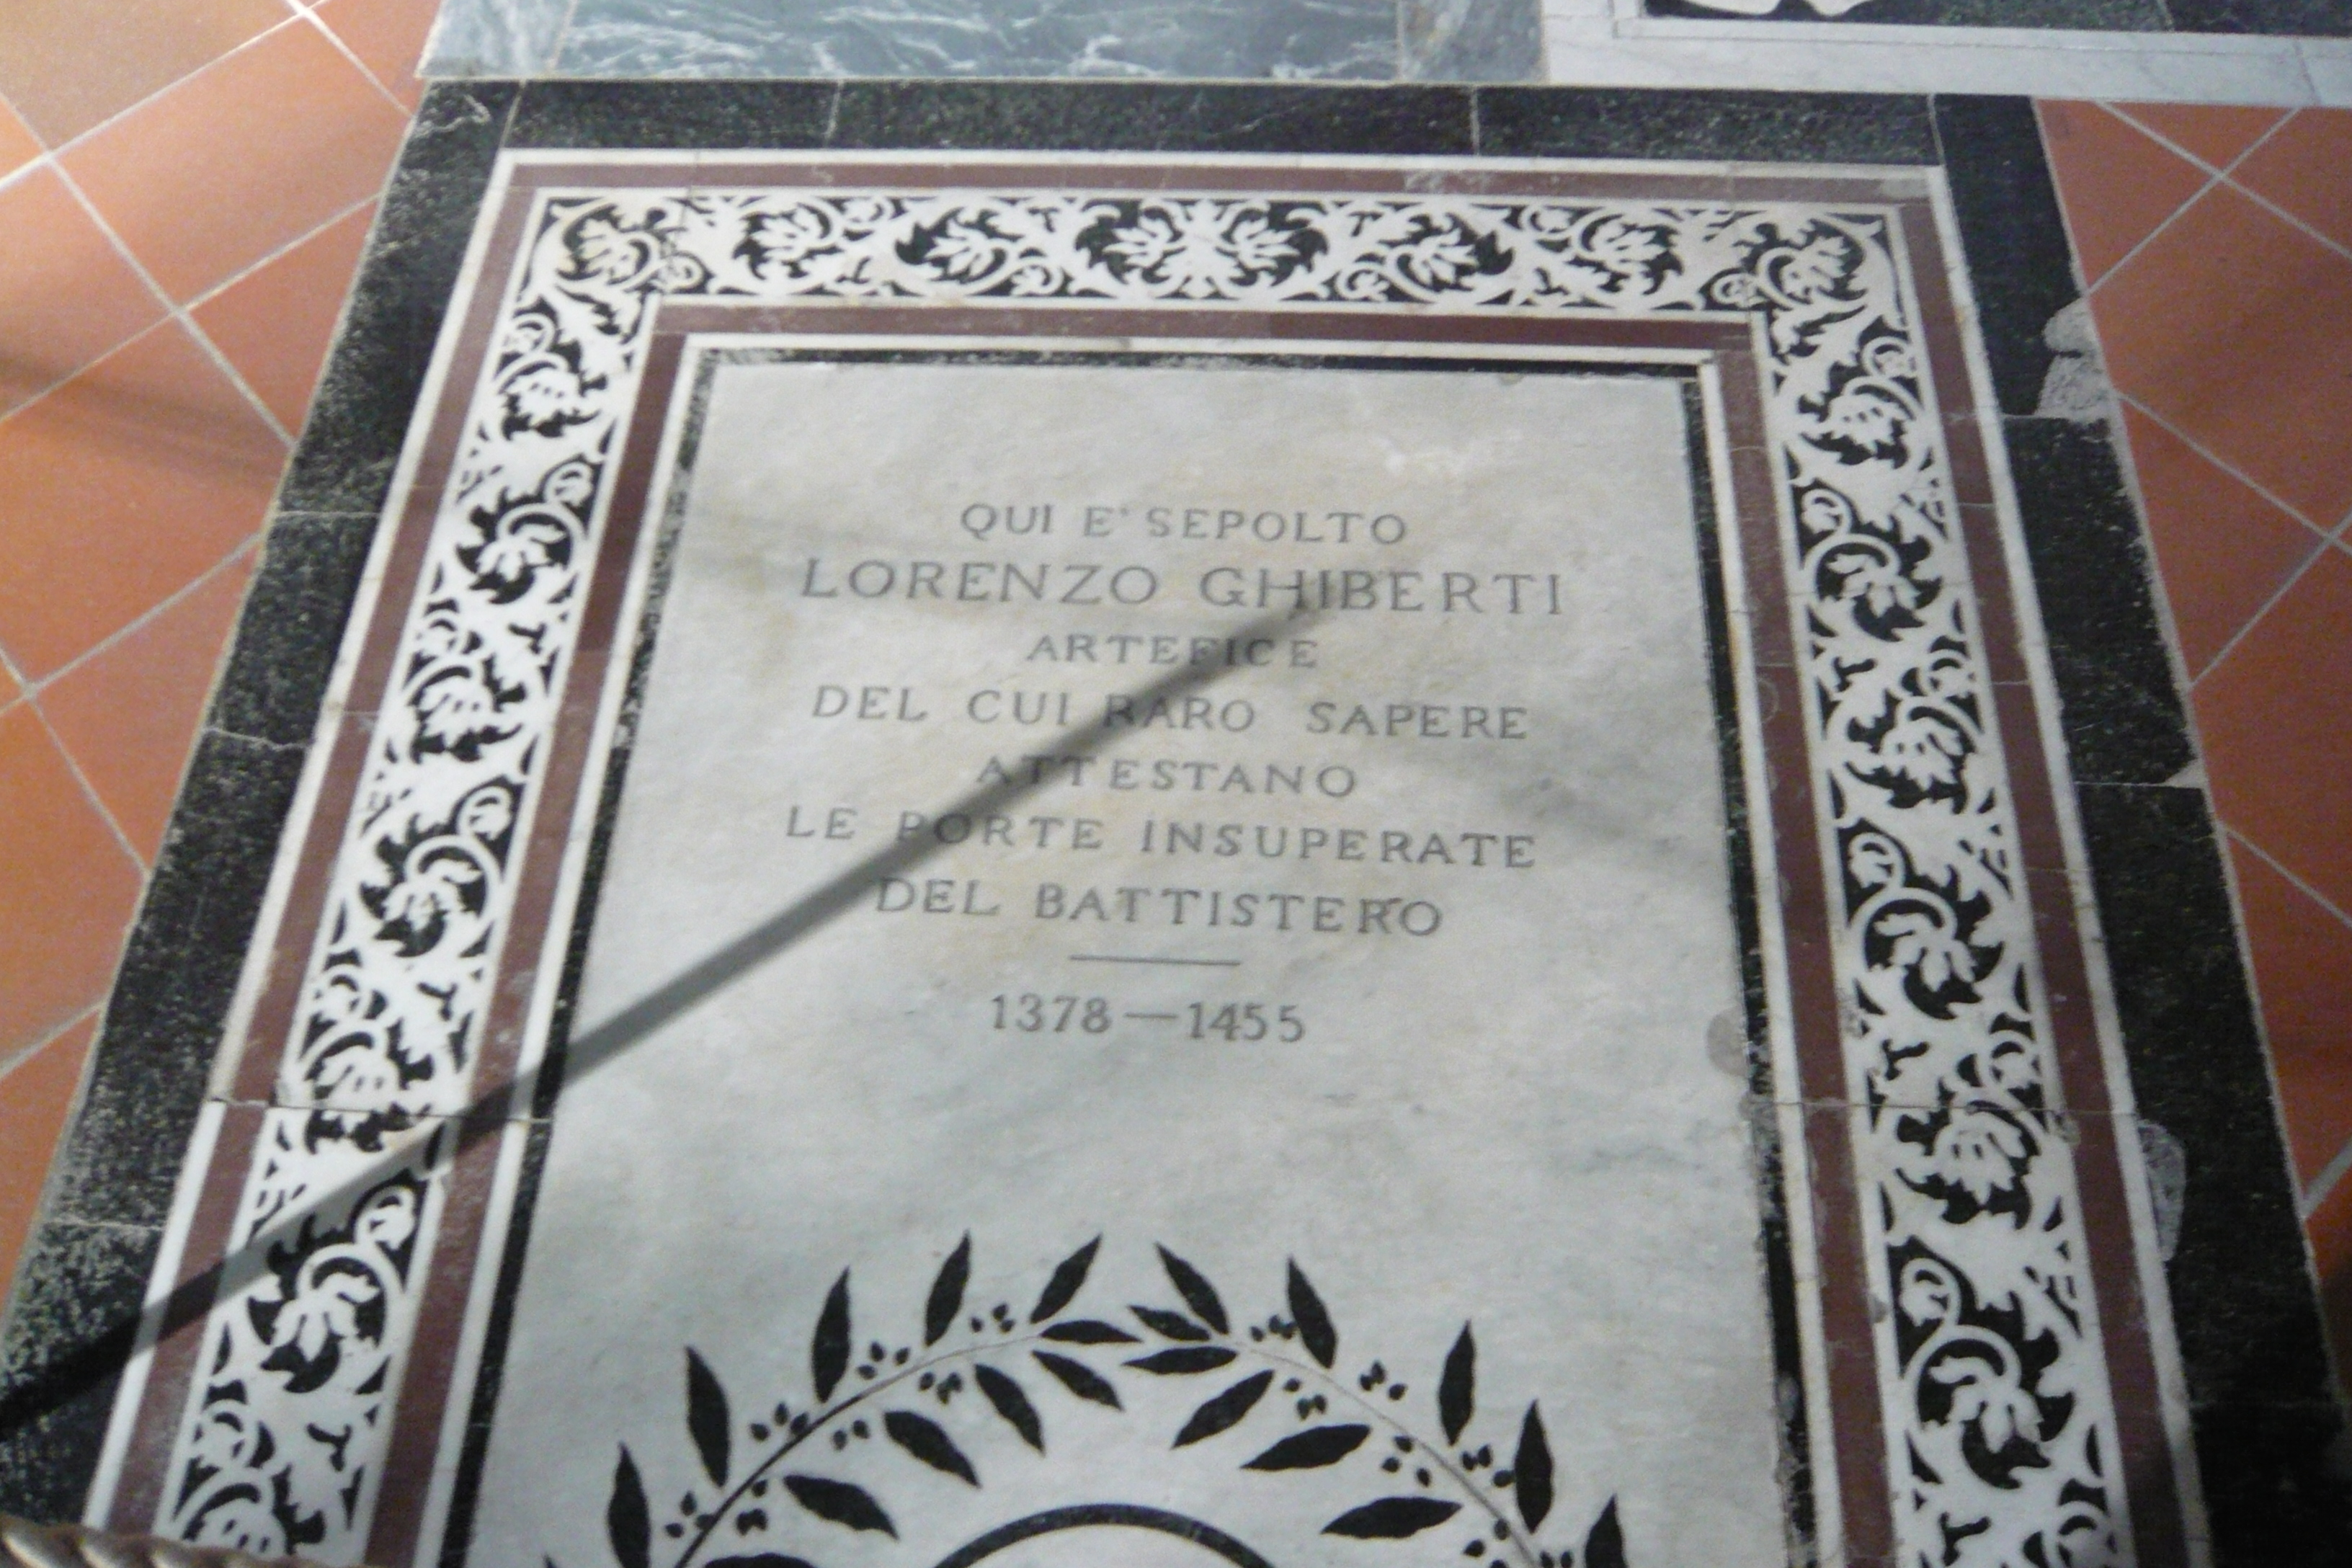 QUI E' SEPOLTO
LORENZO GHIBERTI
ARTEFICE
DEL CUI RARO SAPERE
ATTESTANO
LE PORTE INSUPERATE
DEL BATTISTERO
1378—1455